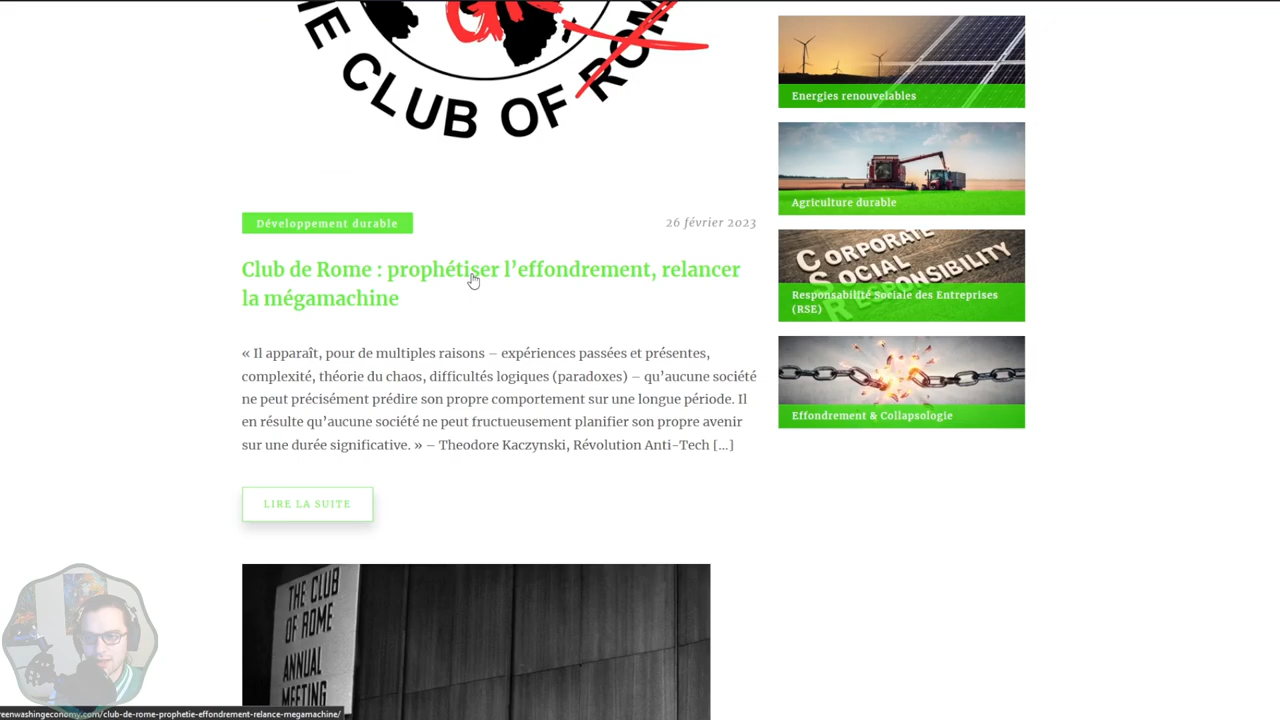 THE CLUB OF ROM
Développement durable
26 février 2023
Club de Rome : prophétiser l’effondrement, relancer
la mégamachine
« Il apparaît, pour de multiples raisons – expériences passées et présentes,
complexité, théorie du chaos, difficultés logiques (paradoxes) – qu’aucune société
ne peut précisément prédire son propre comportement sur une longue période. Il
en résulte qu’aucune société ne peut fructueusement planifier son propre avenir
sur une durée significative. » – Theodore Kaczynski, Révolution Anti-Tech [...]
LIRE LA SUITE
THE CLUB
OF ROME
ANNUAL
MEETING
Energies renouvelables
Agriculture durable
CORPORATE
SOCIAL
RESPONSIBILITY
Responsabilité Sociale des Entreprises
(RSE)
Effondrement & Collapsologie
reenwashingeconomy.com/club-de-rome-prophetie-effondrement-relance-megamachine/